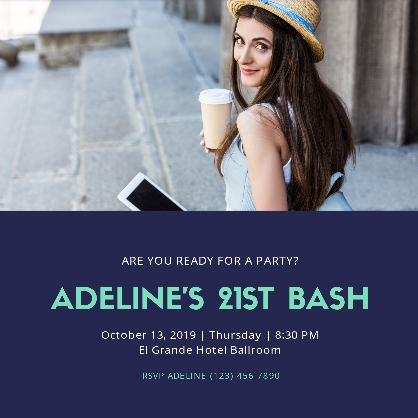 ARE YOU READY FOR A PARTY?
ADELINE'S 21ST BASH
October 13, 2019 | Thursday | 8:30 PM
El Grande Hotel Ballroom
RSVP ADELINE (123) 456 7890